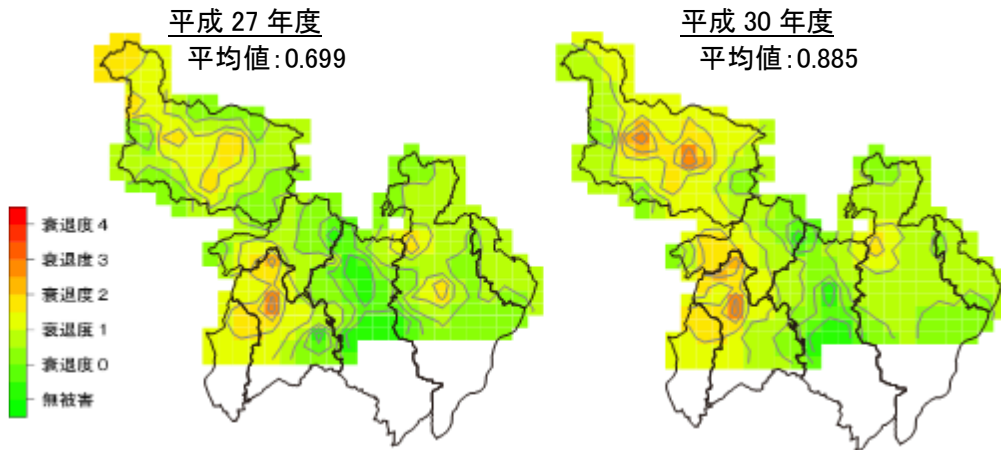 平成 27 年度
平均値：0.699
平成 30 年度
平均値：0.885
衰退度 4
衰退度 3
衰退度 2
衰退度 1
衰退度 0
無被害